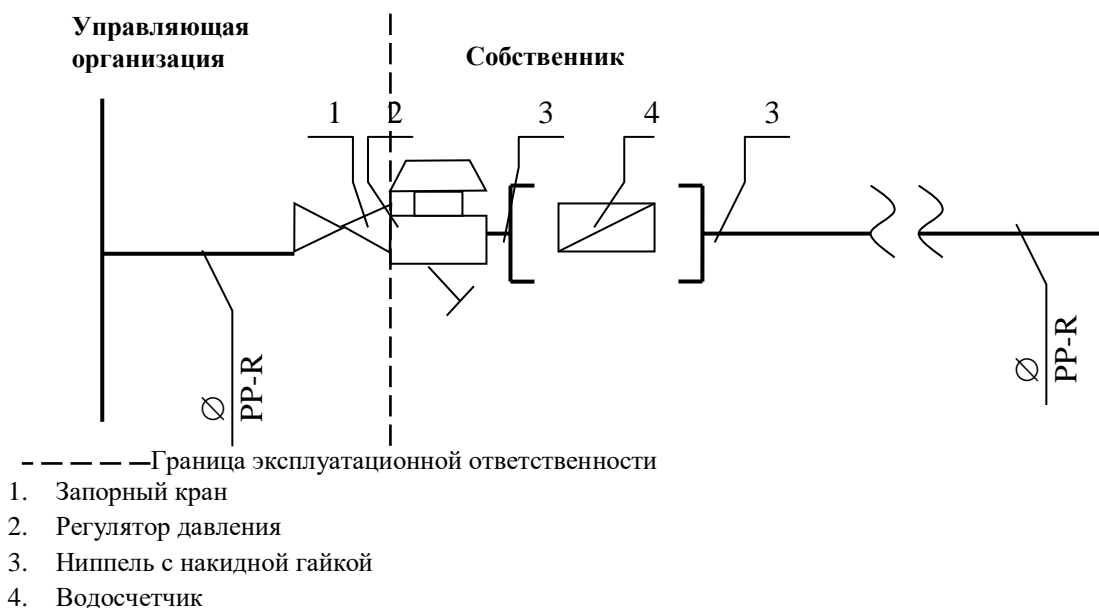 Управляющая
организация
Собственник
1 2 3 4 3
∅
PP-R
∅
PP-R
Граница эксплуатационной ответственности
1. Запорный кран
2. Регулятор давления
3. Ниппель с накидной гайкой
4. Водосчетчик